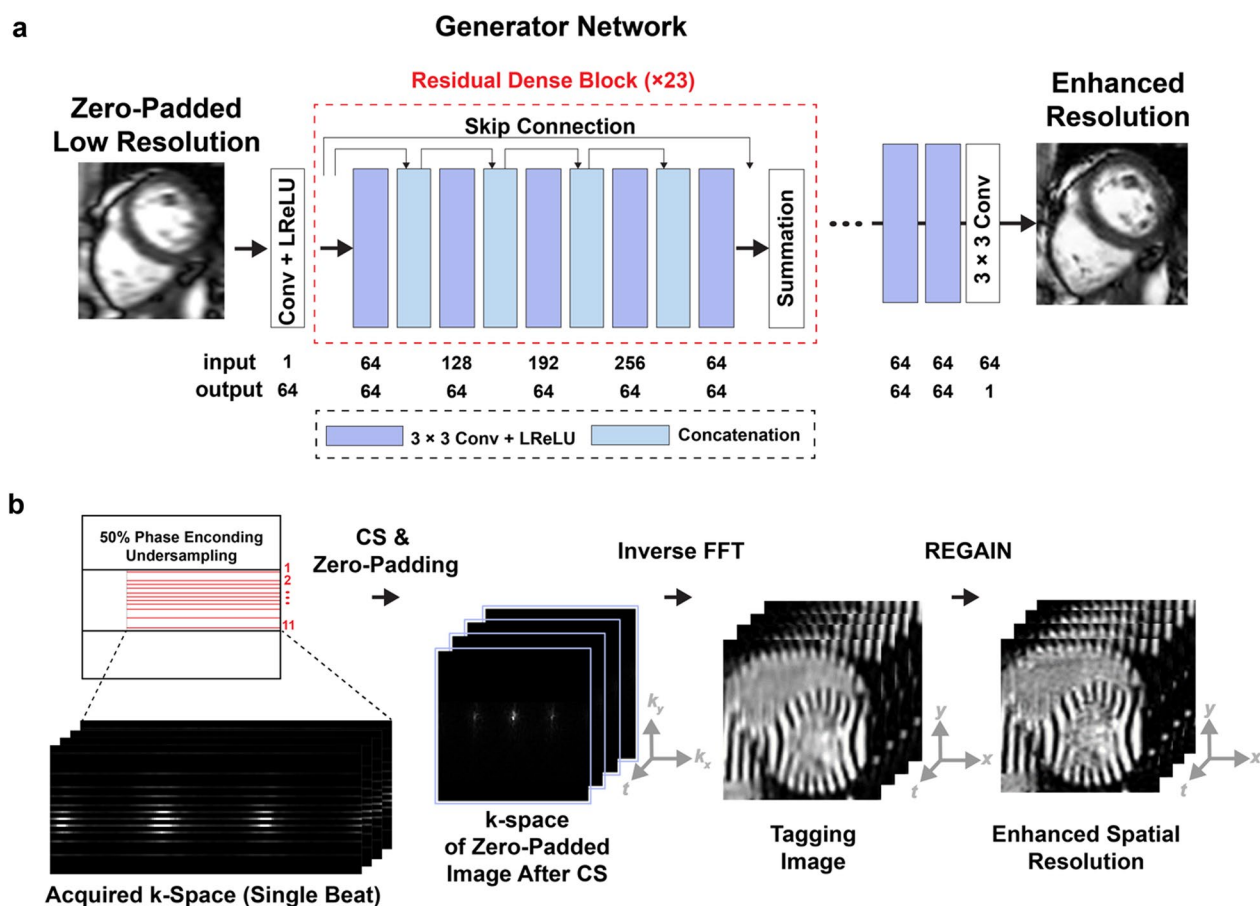 a
Generator Network
Residual Dense Block (×23)
Zero-Padded
Low Resolution
Enhanced
Resolution
Skip Connection
Conv + LReLU
Summation
3 × 3 Conv
input 1 64 128 192 256 64 64 64 64
output 64 64 64 64 64 64 64 64 1
3 × 3 Conv + LReLU
Concatenation
b
50% Phase Enconding
Undersampling
1
2
11
CS &
Zero-Padding
Inverse FFT
REGAIN
ky
kx
t
y
x
t
y
x
t
k-space
of Zero-Padded
Image After CS
Tagging
Image
Enhanced Spatial
Resolution
Acquired k-Space (Single Beat)